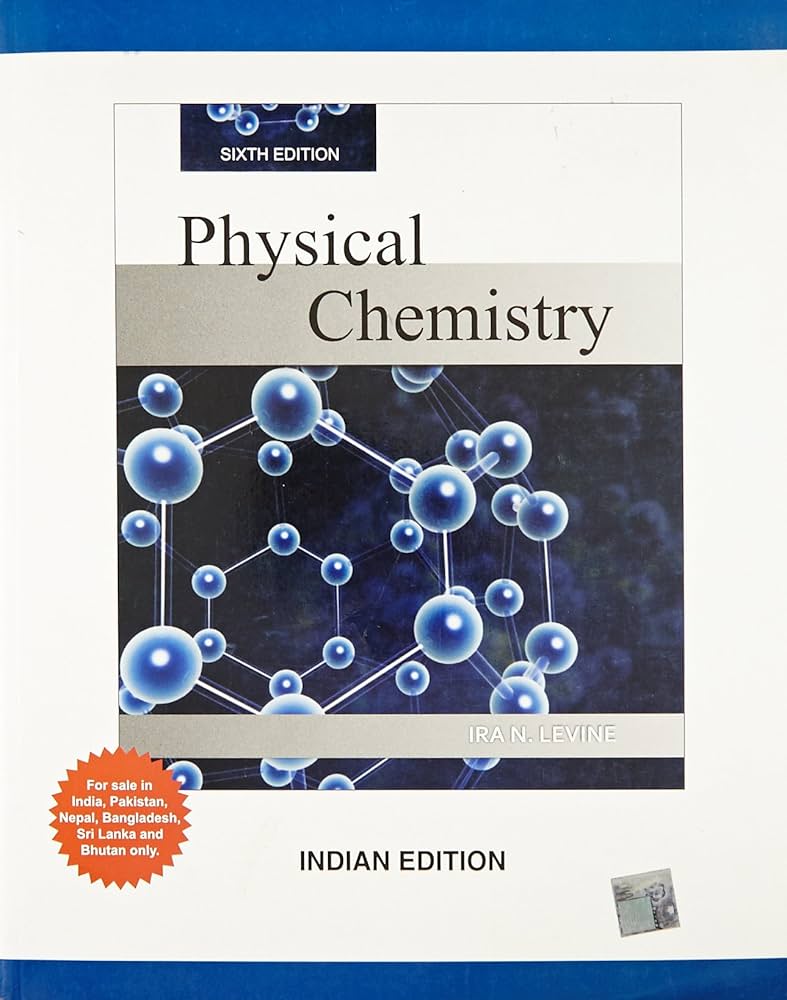 SIXTH EDITION
Physical
Chemistry
IRA N. LEVINE
For sale in
India, Pakistan,
Nepal, Bangladesh,
Sri Lanka and
Bhutan only.
INDIAN EDITION